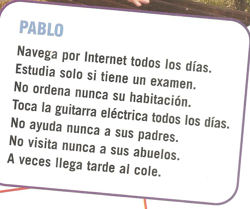 PABLO
Navega por Internet todos los días.
Estudia solo si tiene un examen.
No ordena nunca su habitación.
Toca la guitarra eléctrica todos los días.
No ayuda nunca a sus padres.
No visita nunca a sus abuelos.
A veces llega tarde al cole.